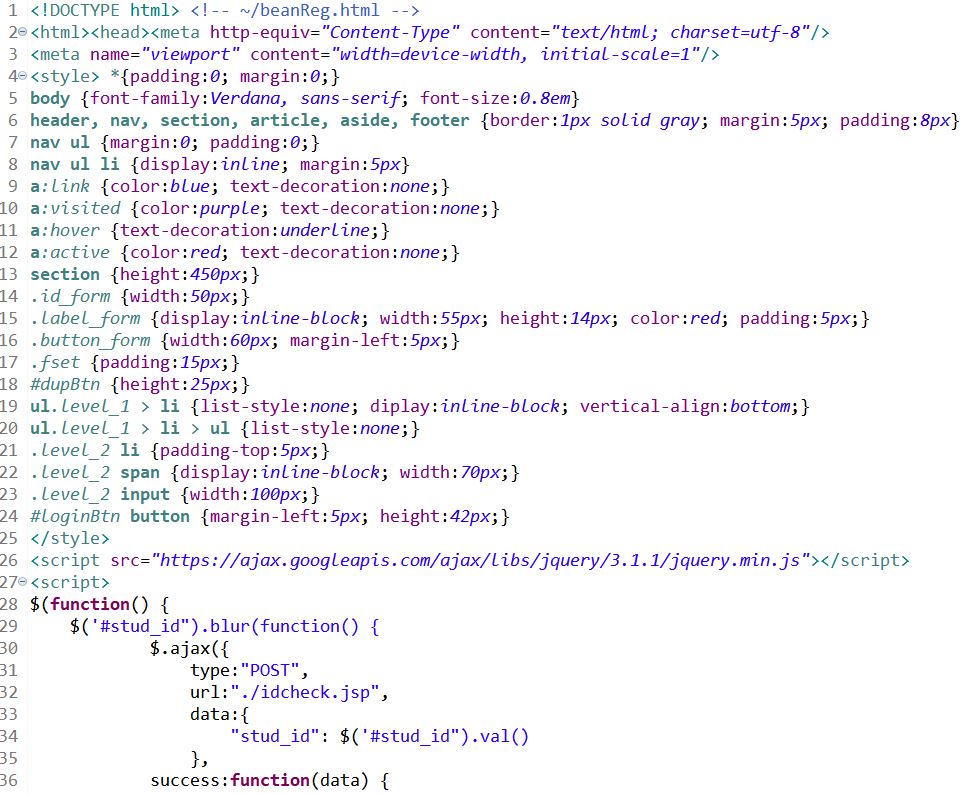 1 <!DOCTYPE html> <!-- ~/beanReg.html -->
2 <html><head><meta http-equiv="Content-Type" content="text/html; charset=utf-8"/>
3 <meta name="viewport" content="width=device-width, initial-scale=1"/>
4 <style> *{padding:0; margin:0;}
5 body {font-family:Verdana, sans-serif; font-size:0.8em}
6 header, nav, section, article, aside, footer {border:1px solid gray; margin:5px; padding:8px}
7 nav ul {margin:0; padding:0;}
8 nav ul li {display:inline; margin:5px}
9 a:link {color:blue; text-decoration:none;}
10 a:visited {color:purple; text-decoration:none;}
11 a:hover {text-decoration:underline;}
12 a:active {color:red; text-decoration:none;}
13 section {height:450px;}
14 .id_form {width:50px;}
15 .label_form {display:inline-block; width:55px; height:14px; color:red; padding:5px;}
16 .button_form {width:60px; margin-left:5px;}
17 .fset {padding:15px;}
18 #dupBtn {height:25px;}
19 ul.level_1 > li {list-style:none; diplay:inline-block; vertical-align:bottom;}
20 ul.level_1 > li > ul {list-style:none;}
21 .level_2 li {padding-top:5px;}
22 .level_2 span {display:inline-block; width:70px;}
23 .level_2 input {width:100px;}
24 #loginBtn button {margin-left:5px; height:42px;}
25 </style>
26 <script src="https://ajax.googleapis.com/ajax/libs/jquery/3.1.1/jquery.min.js"></script>
27 <script>
28 $(function() {
29     $('#stud_id").blur(function() {
30             $.ajax({
31                 type:"POST",
32                 url:"./idcheck.jsp",
33                 data:{
34                     "stud_id": $('#stud_id").val()
35                 },
36             success:function(data) {